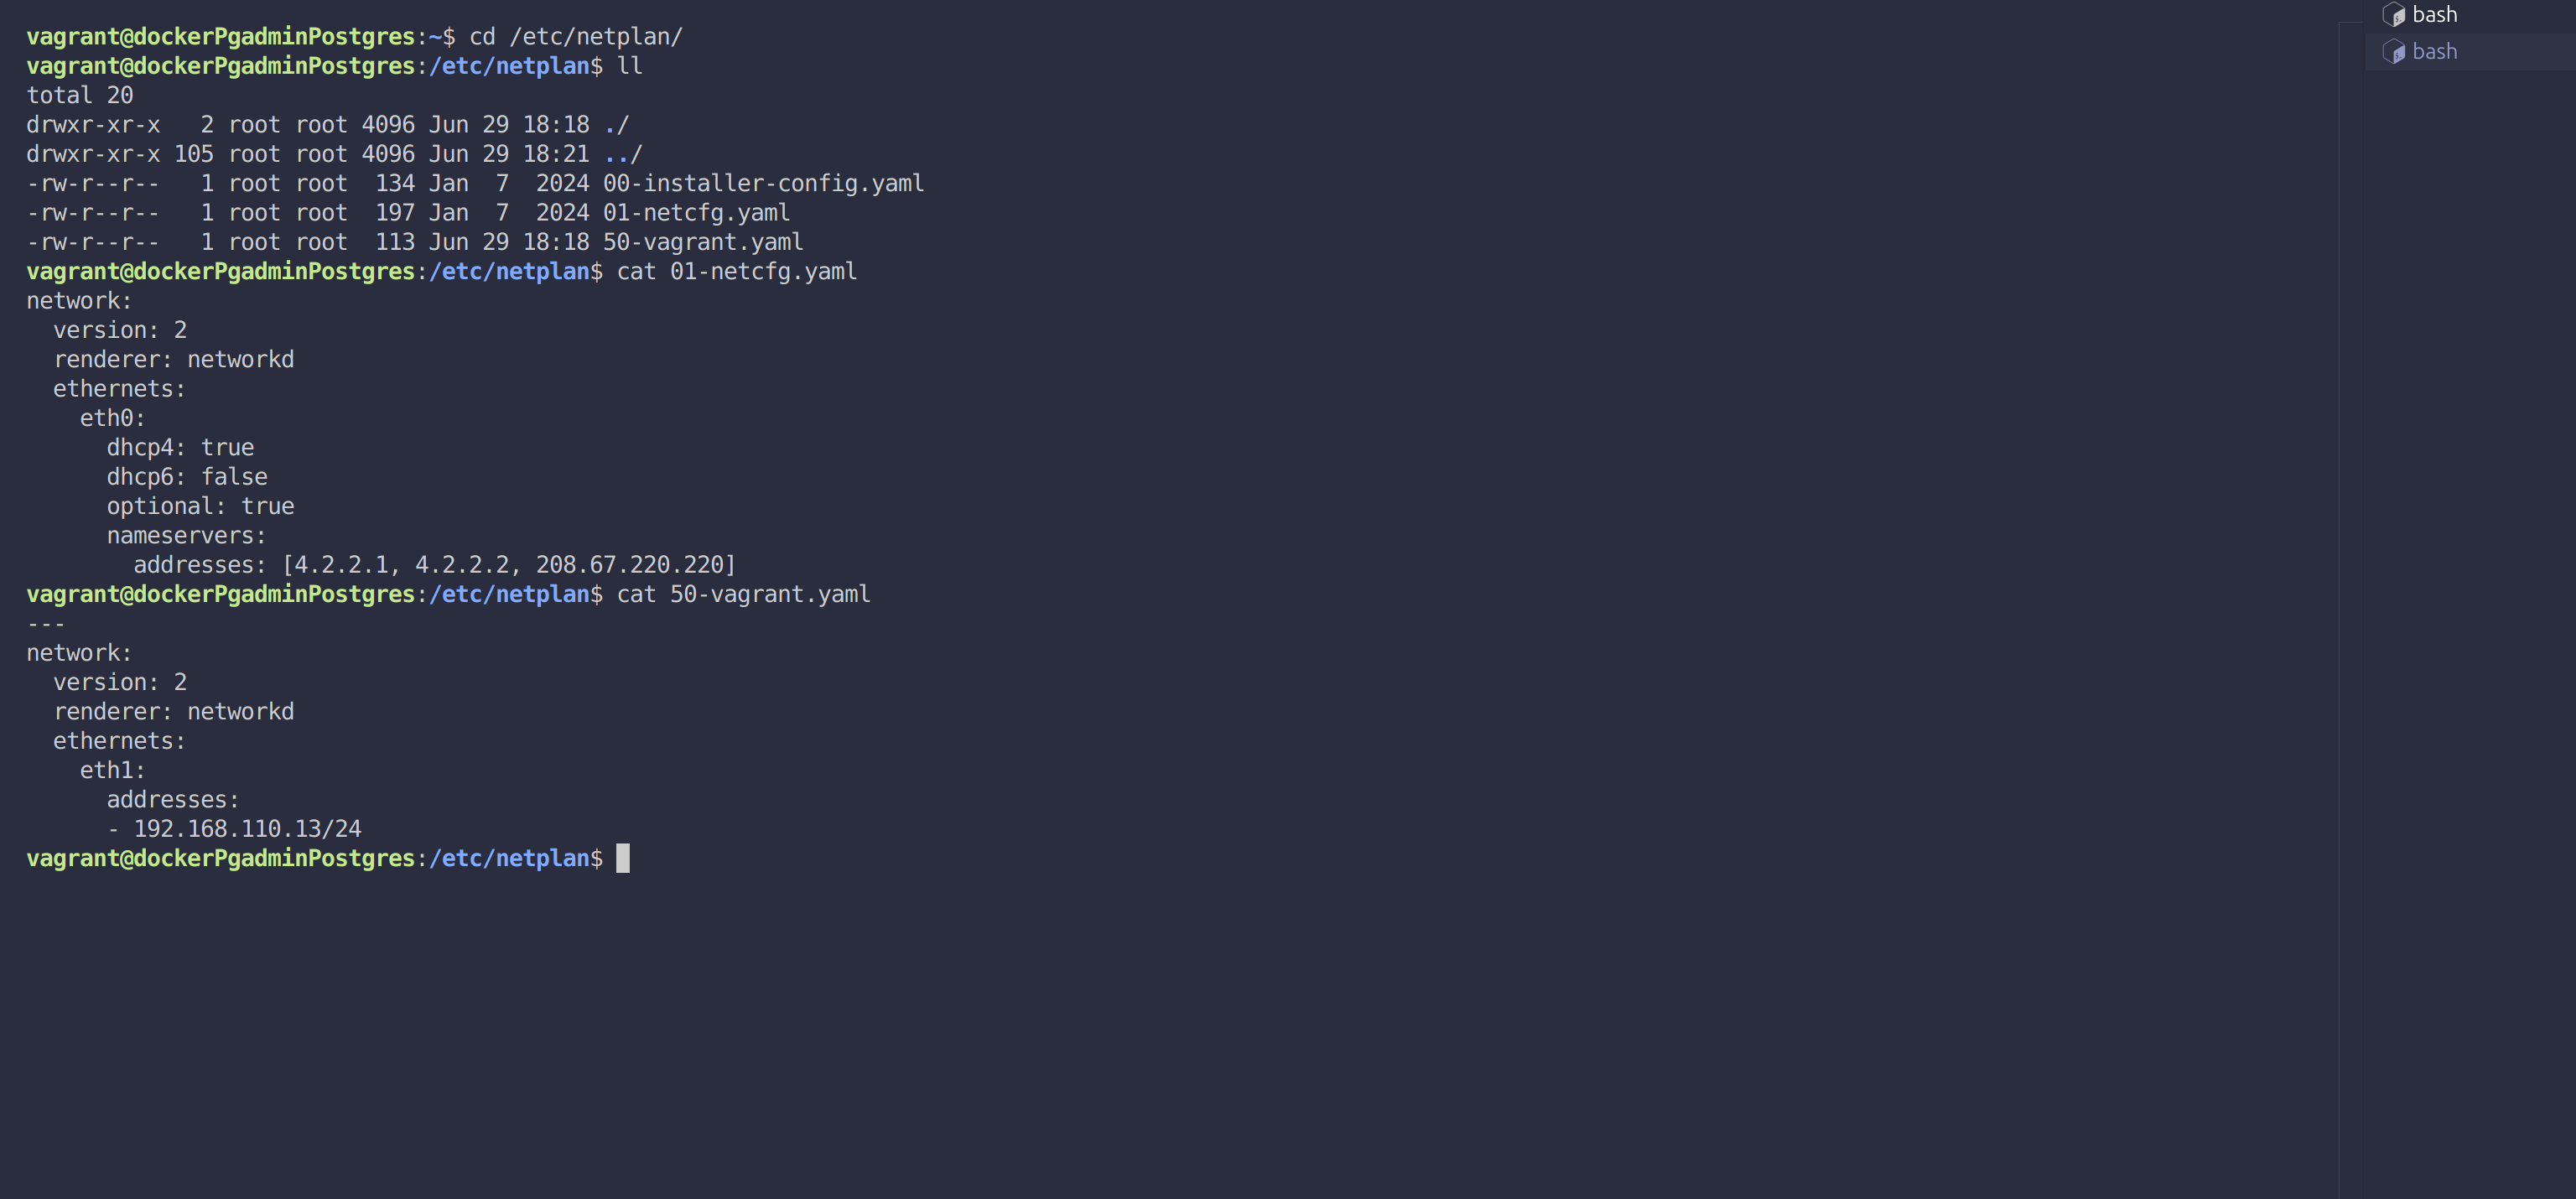 vagrant@dockerPgadminPostgres:~$ cd /etc/netplan/
vagrant@dockerPgadminPostgres:/etc/netplan$ ll
total 20
drwxr-xr-x   2 root root 4096 Jun 29 18:18 ./
drwxr-xr-x 105 root root 4096 Jun 29 18:21 ../
-rw-r--r--   1 root root  134 Jan  7  2024 00-installer-config.yaml
-rw-r--r--   1 root root  197 Jan  7  2024 01-netcfg.yaml
-rw-r--r--   1 root root  113 Jun 29 18:18 50-vagrant.yaml
vagrant@dockerPgadminPostgres:/etc/netplan$ cat 01-netcfg.yaml
network:
  version: 2
  renderer: networkd
  ethernets:
    eth0:
      dhcp4: true
      dhcp6: false
      optional: true
      nameservers:
        addresses: [4.2.2.1, 4.2.2.2, 208.67.220.220]
vagrant@dockerPgadminPostgres:/etc/netplan$ cat 50-vagrant.yaml
---
network:
  version: 2
  renderer: networkd
  ethernets:
    eth1:
      addresses:
      - 192.168.110.13/24
vagrant@dockerPgadminPostgres:/etc/netplan$
bash
bash